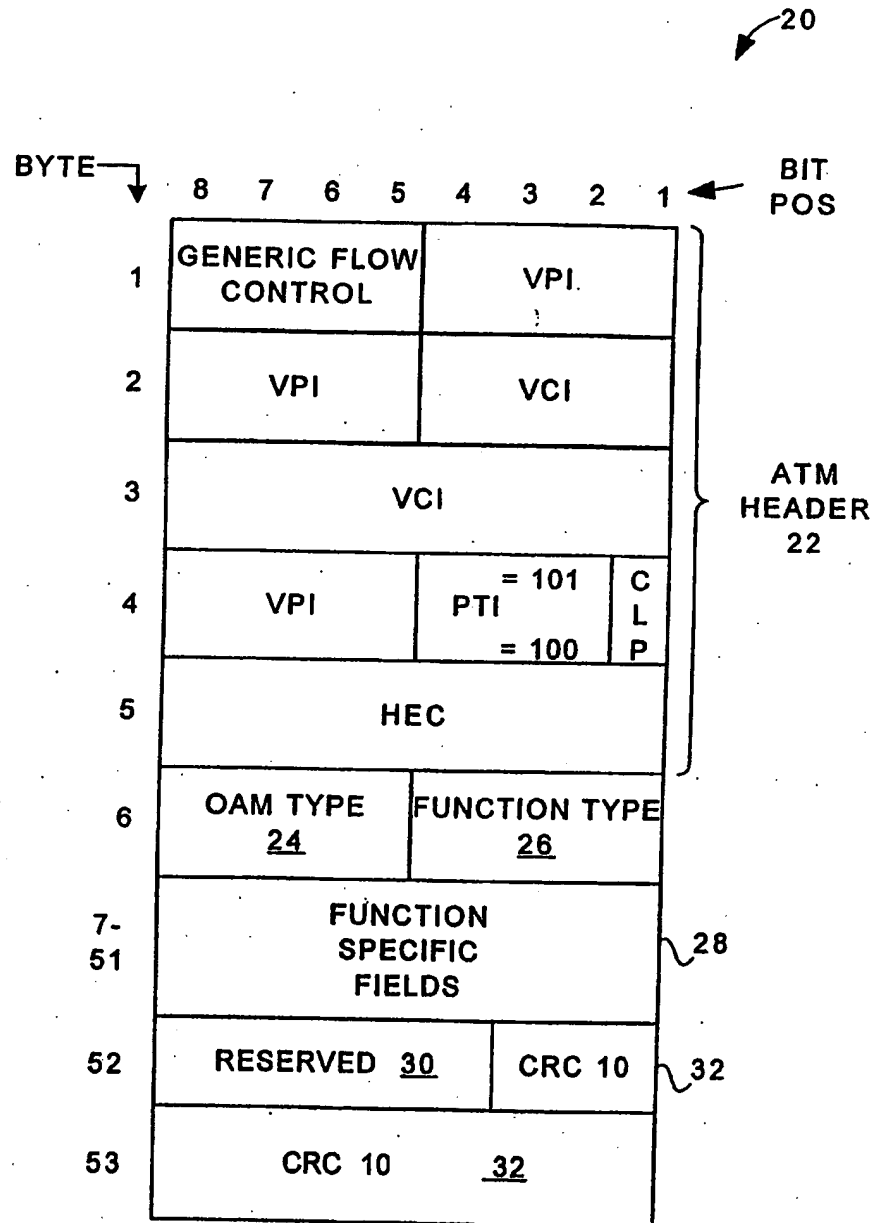 20
BYTE
8 7 6 5 4 3 2 1
BIT
POS
1
GENERIC FLOW
CONTROL
VPI
2
VPI
VCI
3
VCI
ATM
HEADER
22
4
VPI
PTI
= 101
= 100
C
L
P
5
HEC
6
OAM TYPE
24
FUNCTION TYPE
26
7-
51
FUNCTION
SPECIFIC
FIELDS
28
52
RESERVED 30
CRC 10
32
53
CRC 10 32